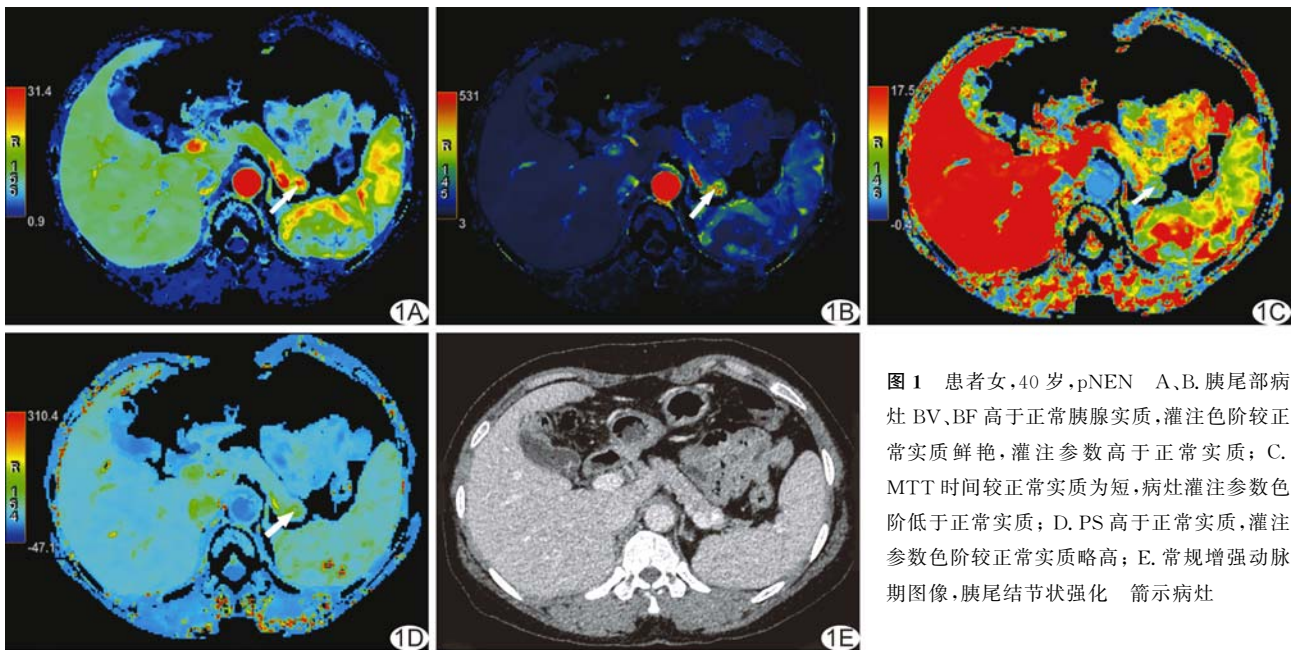 31.4
R
1
5
5
0.9
1A
531
R
1
5
5
3
1B
17.5
R
1
4
6
-0.4
1C
310.4
R
1
5
4
-47.1
1D
1E
图 1 患者女,40 岁,pNEN A、B. 胰尾部病
灶 BV、BF 高于正常胰腺实质,灌注色阶较正
常实质鲜艳,灌注参数高于正常实质; C.
MTT 时间较正常实质为短,病灶灌注参数色
阶低于正常实质; D. PS 高于正常实质,灌注
参数色阶较正常实质略高; E. 常规增强动脉
期图像,胰尾结节状强化 箭示病灶